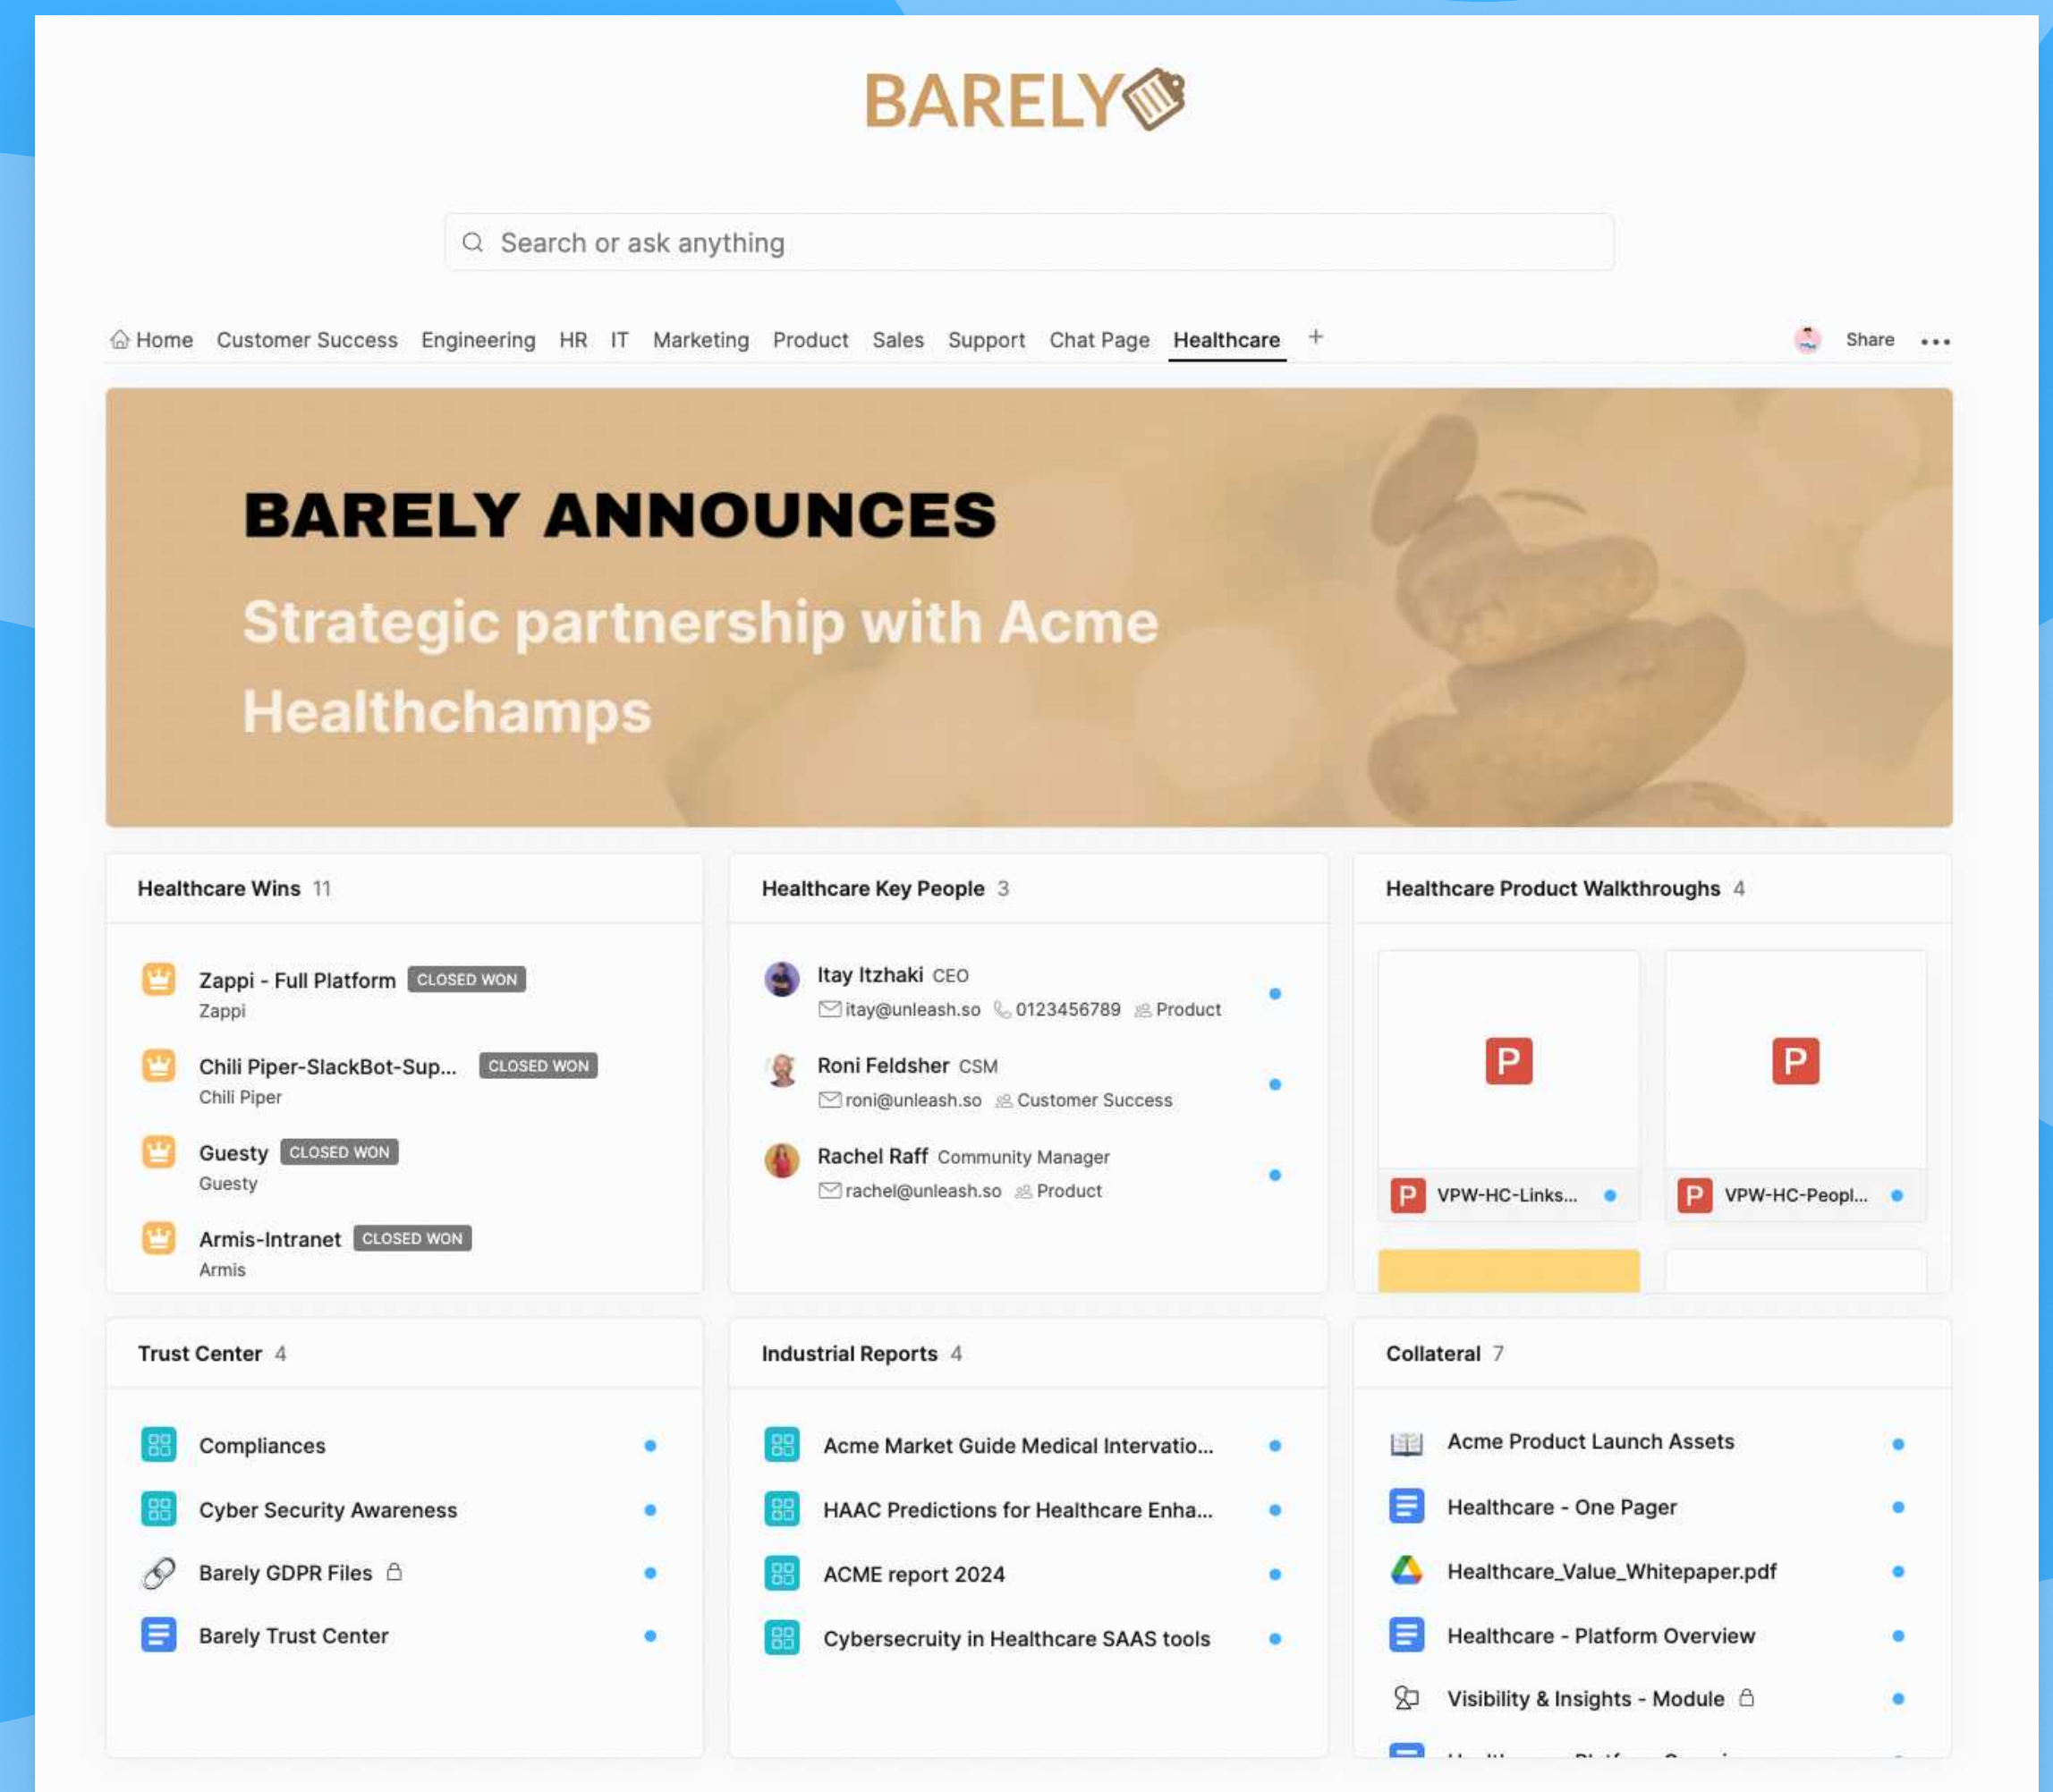 BARELY
Search or ask anything
Home Customer Success Engineering HR IT Marketing Product Sales Support Chat Page Healthcare + Share
BARELY ANNOUNCES
Strategic partnership with Acme
Healthchamps
Healthcare Wins 11
Zappi - Full Platform CLOSED WON
Zappi
Chili Piper-SlackBot-Sup... CLOSED WON
Chili Piper
Guesty CLOSED WON
Guesty
Armis-Intranet CLOSED WON
Armis
Healthcare Key People 3
Itay Itzhaki CEO
itay@unleash.so 0123456789 Product
Roni Feldsher CSM
roni@unleash.so Customer Success
Rachel Raff Community Manager
rachel@unleash.so Product
Healthcare Product Walkthroughs 4
P P
P VPW-HC-Links... P VPW-HC-Peopl...
Trust Center 4
Compliances
Cyber Security Awareness
Barely GDPR Files
Barely Trust Center
Industrial Reports 4
Acme Market Guide Medical Intervatio...
HAAC Predictions for Healthcare Enha...
ACME report 2024
Cybersecruity in Healthcare SAAS tools
Collateral 7
Acme Product Launch Assets
Healthcare - One Pager
Healthcare_Value_Whitepaper.pdf
Healthcare - Platform Overview
Visibility & Insights - Module